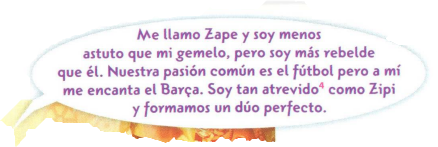 Me llamo Zape y soy menos
astuto que mi gemelo, pero soy más rebelde
que él. Nuestra pasión común es el fútbol pero a mí
me encanta el Barça. Soy tan atrevido⁴ como Zipi
y formamos un dúo perfecto.